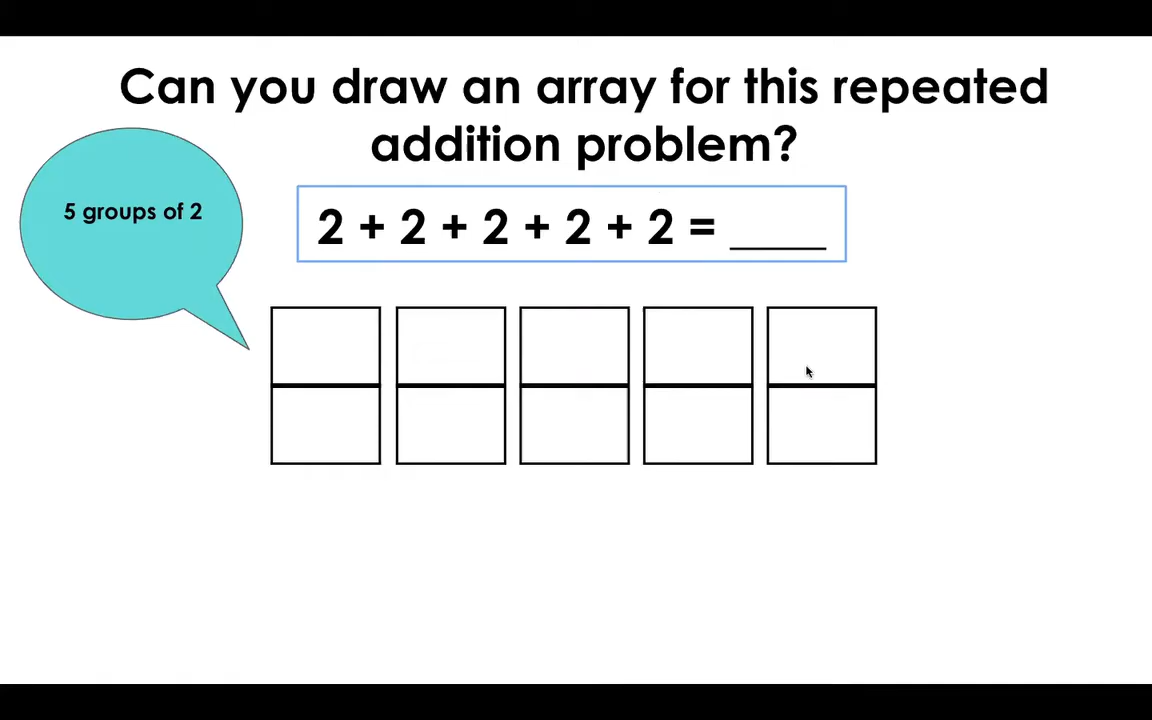 Can you draw an array for this repeated
addition problem?
5 groups of 2
2 + 2 + 2 + 2 + 2 = ____